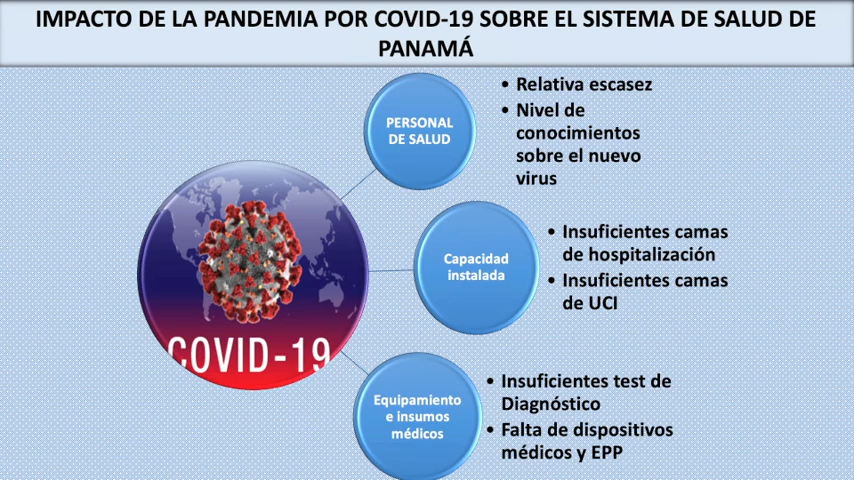 IMPACTO DE LA PANDEMIA POR COVID-19 SOBRE EL SISTEMA DE SALUD DE
PANAMÁ
PERSONAL
DE SALUD
• Relativa escasez
• Nivel de
conocimientos
sobre el nuevo
virus
COVID-19
Capacidad
instalada
• Insuficientes camas
de hospitalización
• Insuficientes camas
de UCI
Equipamiento
e insumos
médicos
• Insuficientes test de
Diagnóstico
• Falta de dispositivos
médicos y EPP